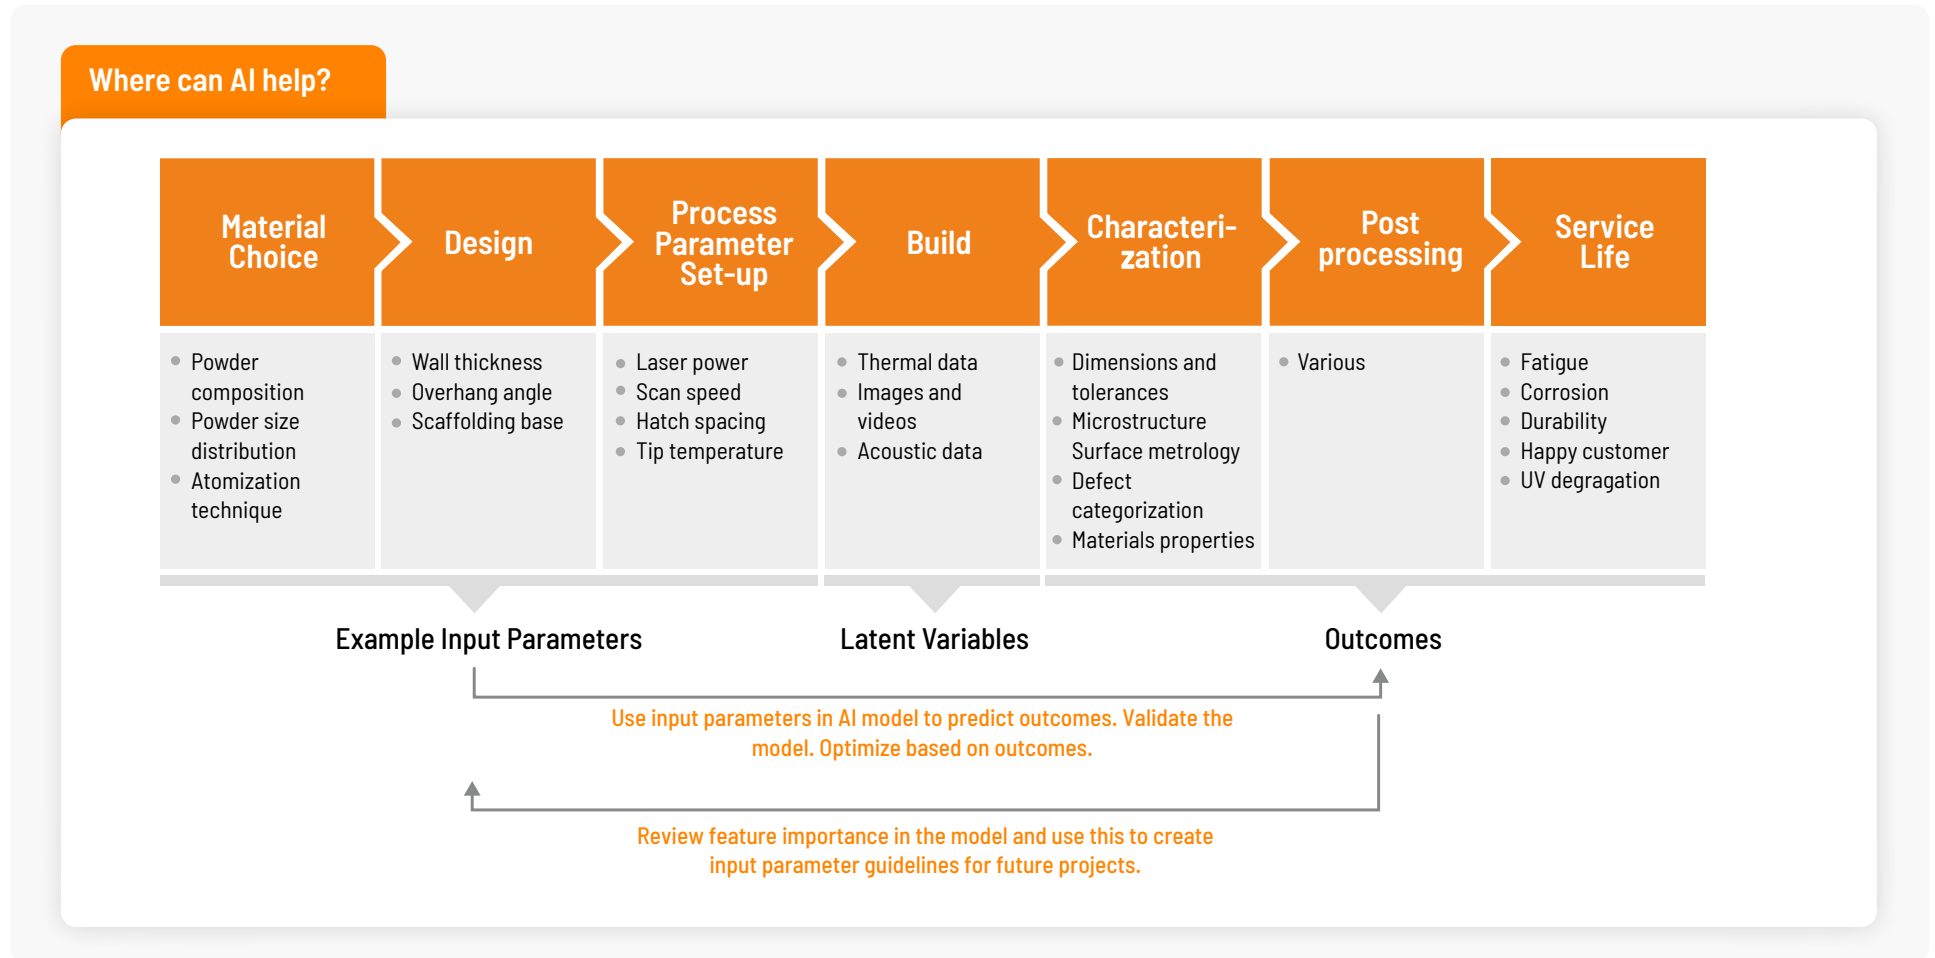 Where can AI help?
Material
Choice
Design
Process
Parameter
Set-up
Build
Characteri-
zation
Post
processing
Service
Life
Powder
composition
Powder size
distribution
Atomization
technique
Wall thickness
Overhang angle
Scaffolding base
Laser power
Scan speed
Hatch spacing
Tip temperature
Thermal data
Images and
videos
Acoustic data
Dimensions and
tolerances
Microstructure
Surface metrology
Defect
categorization
Materials properties
Various
Fatigue
Corrosion
Durability
Happy customer
UV degragation
Example Input Parameters
Latent Variables
Outcomes
Use input parameters in AI model to predict outcomes. Validate the
model. Optimize based on outcomes.
Review feature importance in the model and use this to create
input parameter guidelines for future projects.